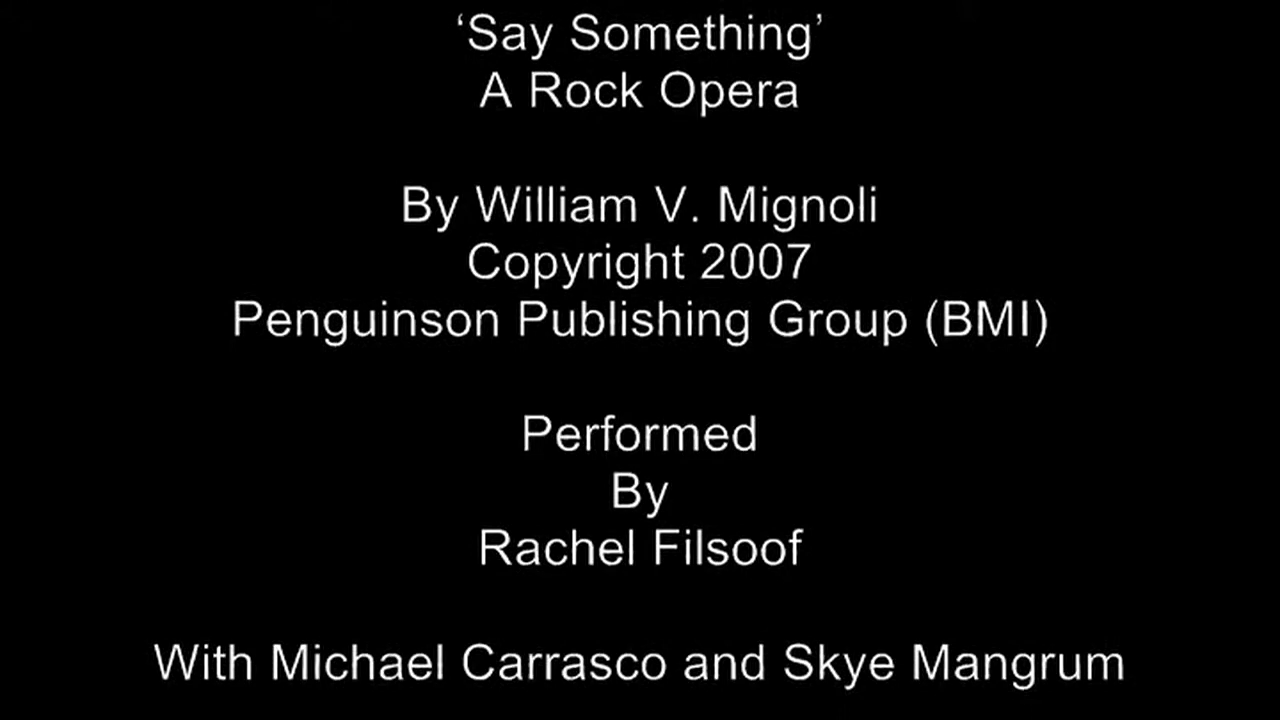 ‘Say Something’
A Rock Opera
By William V. Mignoli
Copyright 2007
Penguinson Publishing Group (BMI)
Performed
By
Rachel Filsoof
With Michael Carrasco and Skye Mangrum